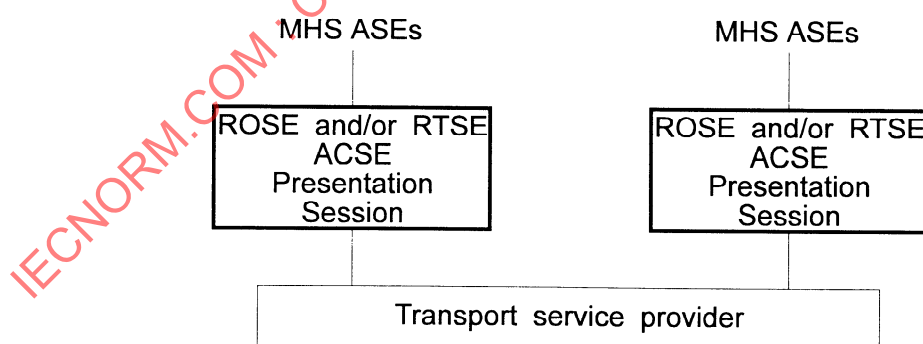 MHS ASEs
MHS ASEs
ROSE and/or RTSE
ACSE
Presentation
Session
ROSE and/or RTSE
ACSE
Presentation
Session
Transport service provider
IECNORM.COM : C